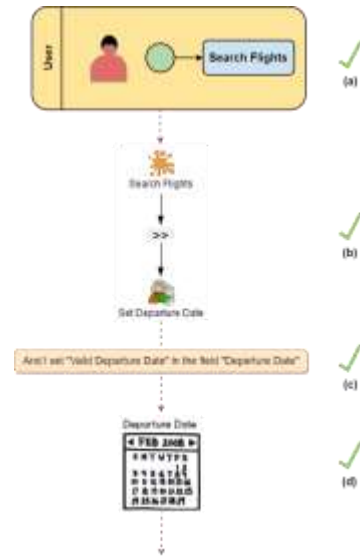 User
Search Flights
(a)
Search Flights
>>
Set Departure Date
(b)
And I set "Valid Departure Date" in the field "Departure Date"
(c)
Departure Date
FEB 2008
S M T W T F S
(d)